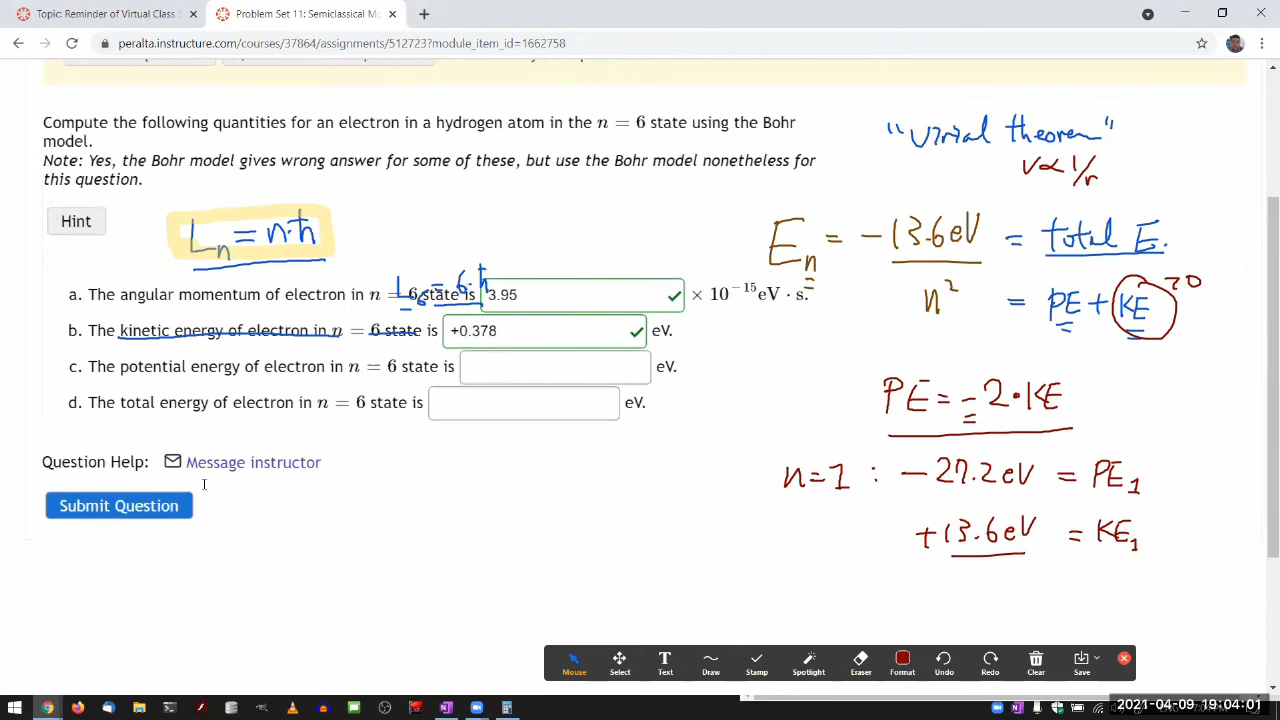 Topic: Reminder of Virtual Class
Problem Set 11: Semiclassical Mo
peralta.instructure.com/courses/37864/assignments/512723?module_item_id=1662758
Compute the following quantities for an electron in a hydrogen atom in the n = 6 state using the Bohr
model.
Note: Yes, the Bohr model gives wrong answer for some of these, but use the Bohr model nonetheless for
this question.
Hint
Lₙ = n·ħ
L₆ = 6·ħ
a. The angular momentum of electron in n = 6 state is 3.95 × 10⁻¹⁵ eV · s.
b. The kinetic energy of electron in n = 6 state is +0.378 eV.
c. The potential energy of electron in n = 6 state is eV.
d. The total energy of electron in n = 6 state is eV.
Question Help: Message instructor
Submit Question
"Virial theorem"
V ∝ 1/r
Eₙ = -13.6eV / n² = total E.
= PE + KE
PE = -2·KE
n=1 : -27.2eV = PE₁
+13.6eV = KE₁
Mouse Select Text Draw Stamp Spotlight Eraser Format Undo Redo Clear Save
2021-04-09 19:04:01